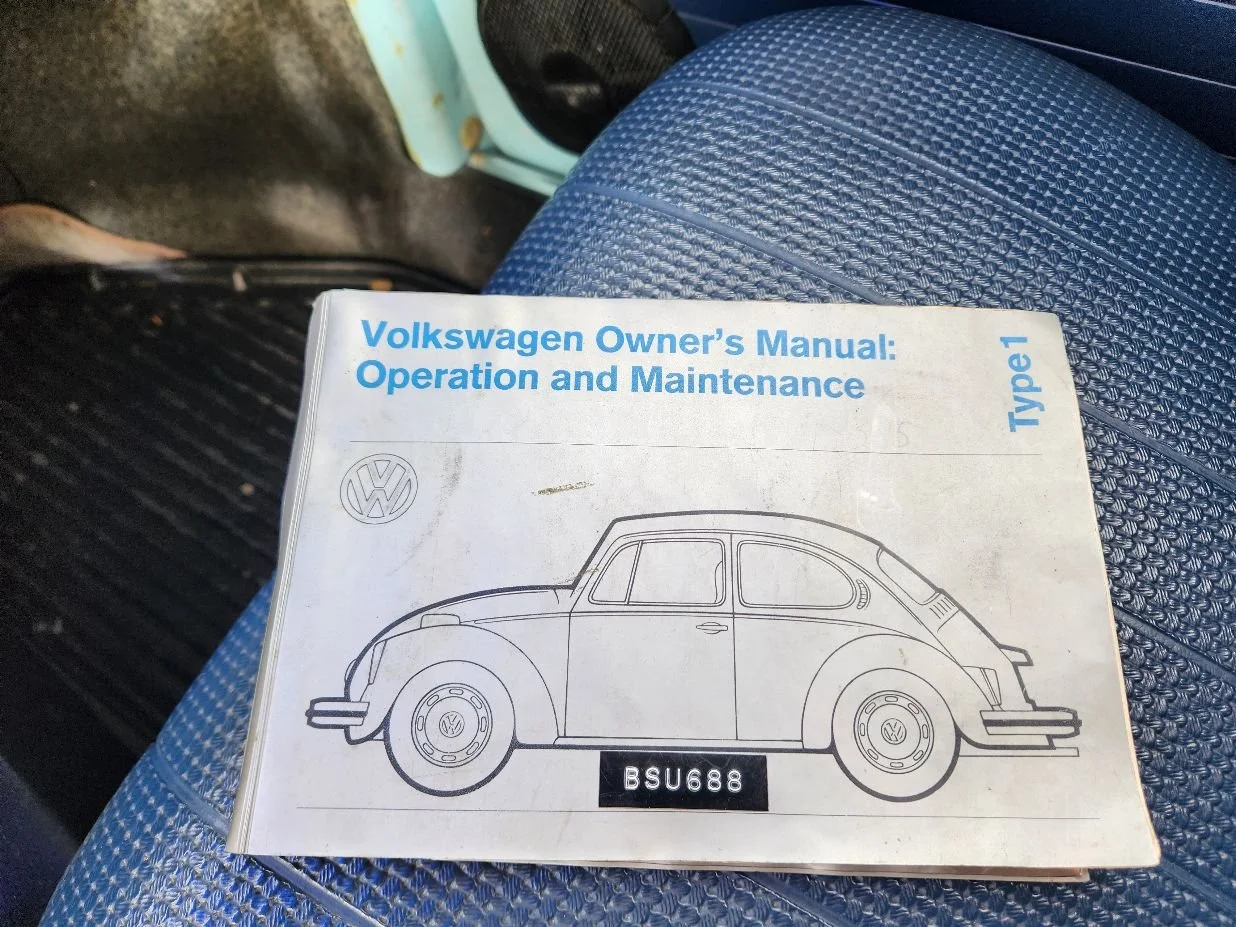 Volkswagen Owner's Manual:
Operation and Maintenance
Type 1
BSU688